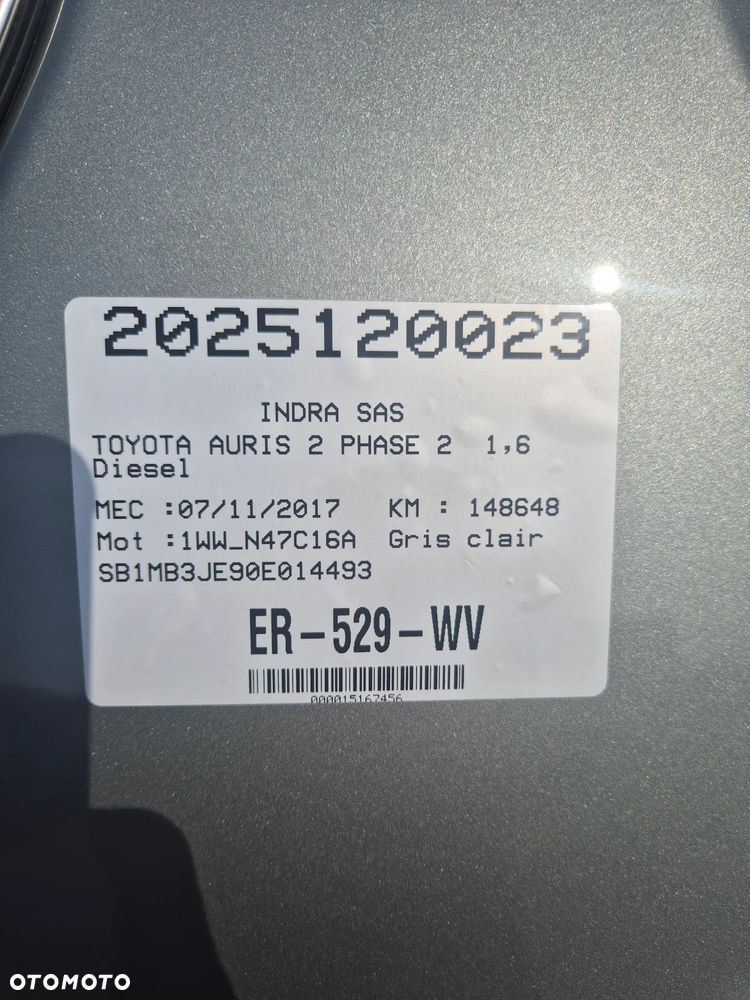 2025120023
INDRA SAS
TOYOTA AURIS 2 PHASE 2 1,6
Diesel
MEC :07/11/2017 KM : 148648
Mot :1WW_N47C16A Gris clair
SB1MB3JE90E014493
ER-529-WV
000015167456
OTOMOTO